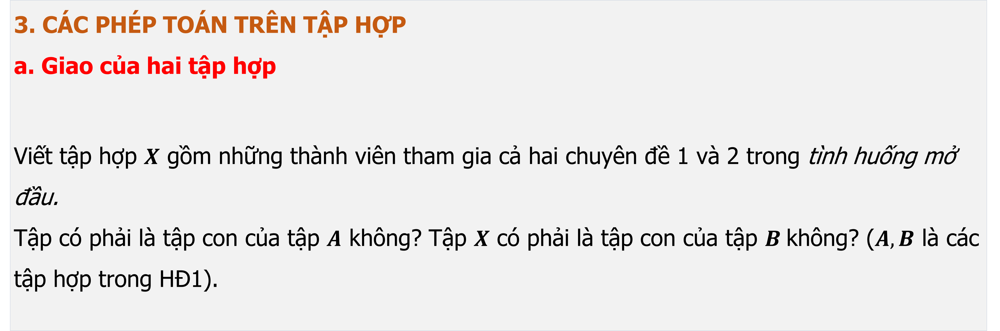 3. CÁC PHÉP TOÁN TRÊN TẬP HỢP
a. Giao của hai tập hợp
Viết tập hợp X gồm những thành viên tham gia cả hai chuyên đề 1 và 2 trong tình huống mở
đầu.
Tập có phải là tập con của tập A không? Tập X có phải là tập con của tập B không? (A, B là các
tập hợp trong HĐ1).